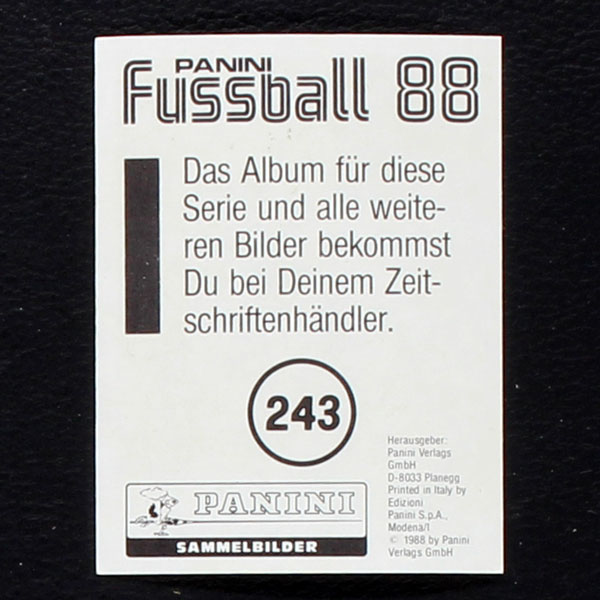 PANINI
Fussball 88
Das Album für diese
Serie und alle weite-
ren Bilder bekommst
Du bei Deinem Zeit-
schriftenhändler.
243
Herausgeber:
Panini Verlags
GmbH
D-8033 Planegg
Printed in Italy by
Edizioni
Panini S.p.A.,
Modena/I
© 1988 by Panini
Verlags GmbH
PANINI
SAMMELBILDER